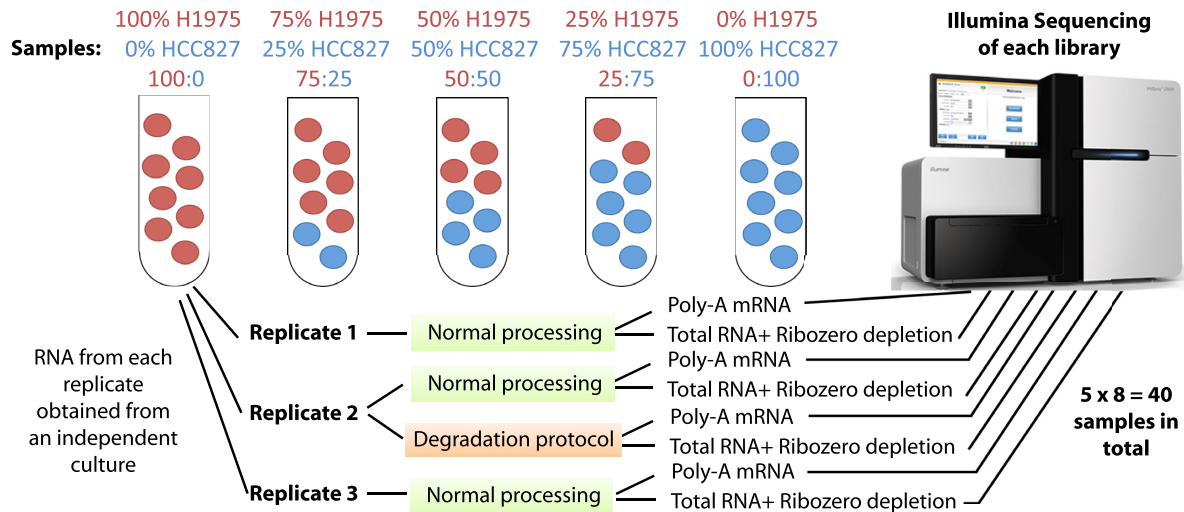 100% H1975 75% H1975 50% H1975 25% H1975 0% H1975
Samples: 0% HCC827 25% HCC827 50% HCC827 75% HCC827 100% HCC827
100:0 75:25 50:50 25:75 0:100
Illumina Sequencing
of each library
illumina
Poly-A mRNA
Replicate 1
Normal processing
Total RNA+ Ribozero depletion
RNA from each
replicate
obtained from
an independent
culture
Poly-A mRNA
Normal processing
Total RNA+ Ribozero depletion
Replicate 2
Poly-A mRNA
Degradation protocol
Total RNA+ Ribozero depletion
Poly-A mRNA
Replicate 3
Normal processing
Total RNA+ Ribozero depletion
5 x 8 = 40
samples in
total